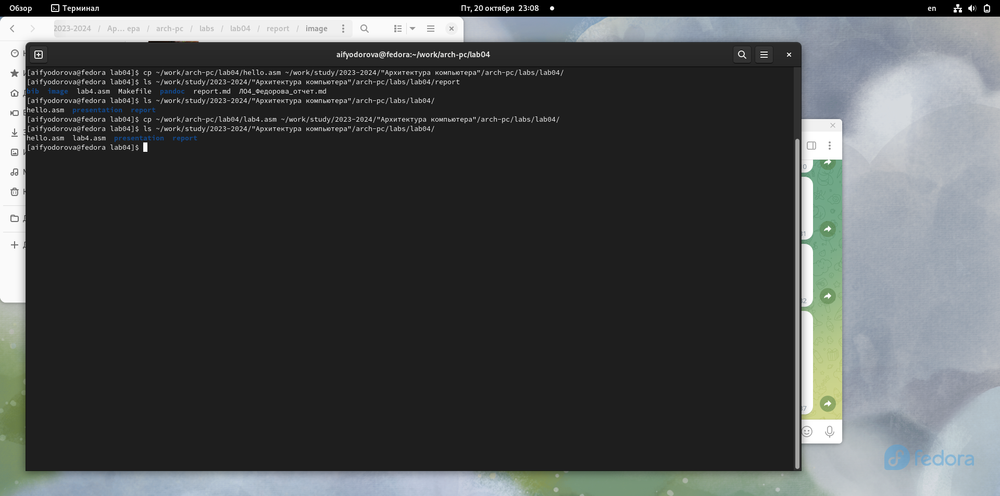 Обзор Терминал Пт, 20 октября 23:08 en
2023-2024 / Ар… ера / arch-pc / labs / lab04 / report / image
aifyodorova@fedora:~/work/arch-pc/lab04
[aifyodorova@fedora lab04]$ cp ~/work/arch-pc/lab04/hello.asm ~/work/study/2023-2024/"Архитектура компьютера"/arch-pc/labs/lab04/
[aifyodorova@fedora lab04]$ ls ~/work/study/2023-2024/"Архитектура компьютера"/arch-pc/labs/lab04/report
bib image lab4.asm Makefile pandoc report.md Л04_Федорова_отчет.md
[aifyodorova@fedora lab04]$ ls ~/work/study/2023-2024/"Архитектура компьютера"/arch-pc/labs/lab04/
hello.asm presentation report
[aifyodorova@fedora lab04]$ cp ~/work/arch-pc/lab04/lab4.asm ~/work/study/2023-2024/"Архитектура компьютера"/arch-pc/labs/lab04/
[aifyodorova@fedora lab04]$ ls ~/work/study/2023-2024/"Архитектура компьютера"/arch-pc/labs/lab04/
hello.asm lab4.asm presentation report
[aifyodorova@fedora lab04]$
fedora